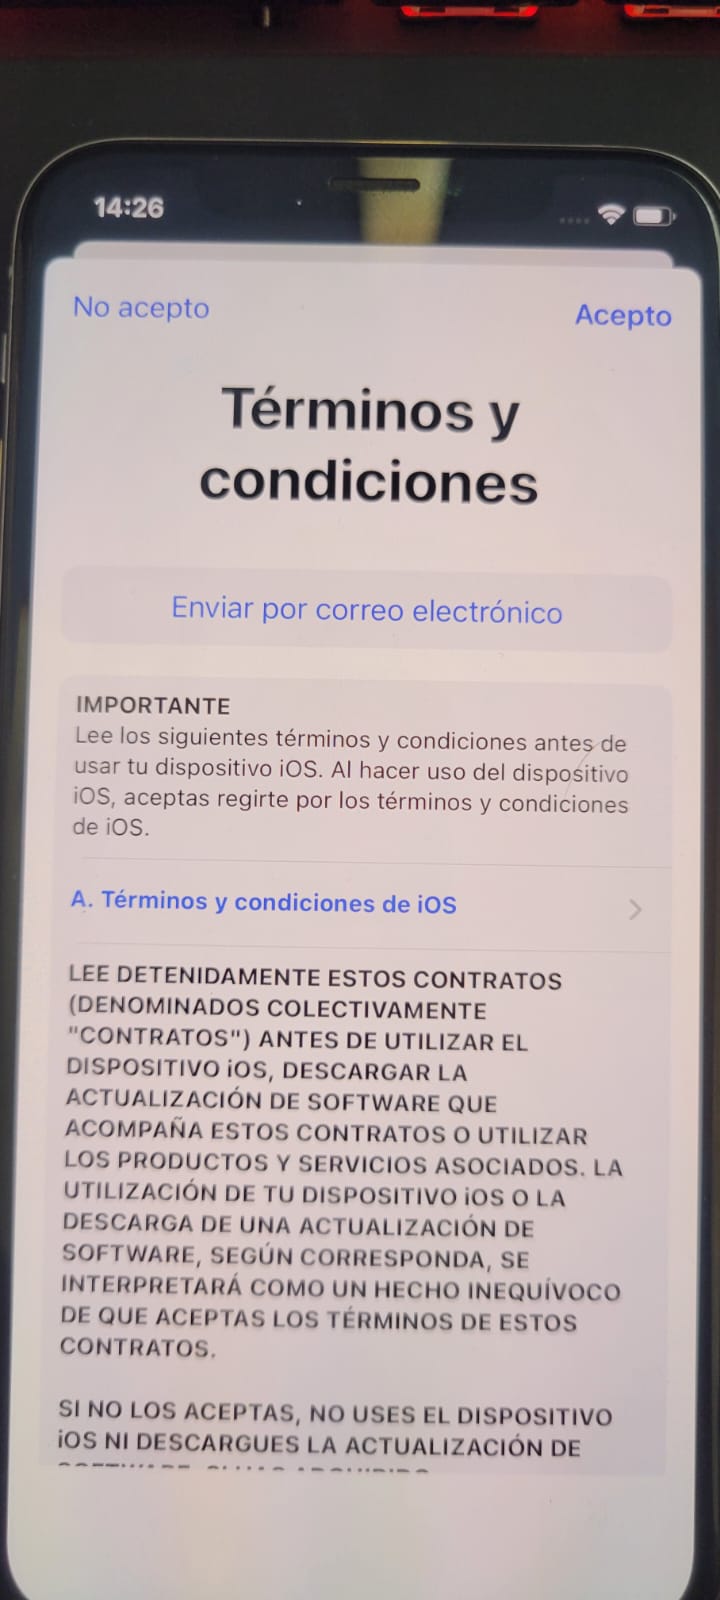 14:26
No acepto
Acepto
Términos y
condiciones
Enviar por correo electrónico
IMPORTANTE
Lee los siguientes términos y condiciones antes de
usar tu dispositivo iOS. Al hacer uso del dispositivo
iOS, aceptas regirte por los términos y condiciones
de iOS.
A. Términos y condiciones de iOS
LEE DETENIDAMENTE ESTOS CONTRATOS
(DENOMINADOS COLECTIVAMENTE
"CONTRATOS") ANTES DE UTILIZAR EL
DISPOSITIVO iOS, DESCARGAR LA
ACTUALIZACIÓN DE SOFTWARE QUE
ACOMPAÑA ESTOS CONTRATOS O UTILIZAR
LOS PRODUCTOS Y SERVICIOS ASOCIADOS. LA
UTILIZACIÓN DE TU DISPOSITIVO iOS O LA
DESCARGA DE UNA ACTUALIZACIÓN DE
SOFTWARE, SEGÚN CORRESPONDA, SE
INTERPRETARÁ COMO UN HECHO INEQUÍVOCO
DE QUE ACEPTAS LOS TÉRMINOS DE ESTOS
CONTRATOS.
SI NO LOS ACEPTAS, NO USES EL DISPOSITIVO
iOS NI DESCARGUES LA ACTUALIZACIÓN DE